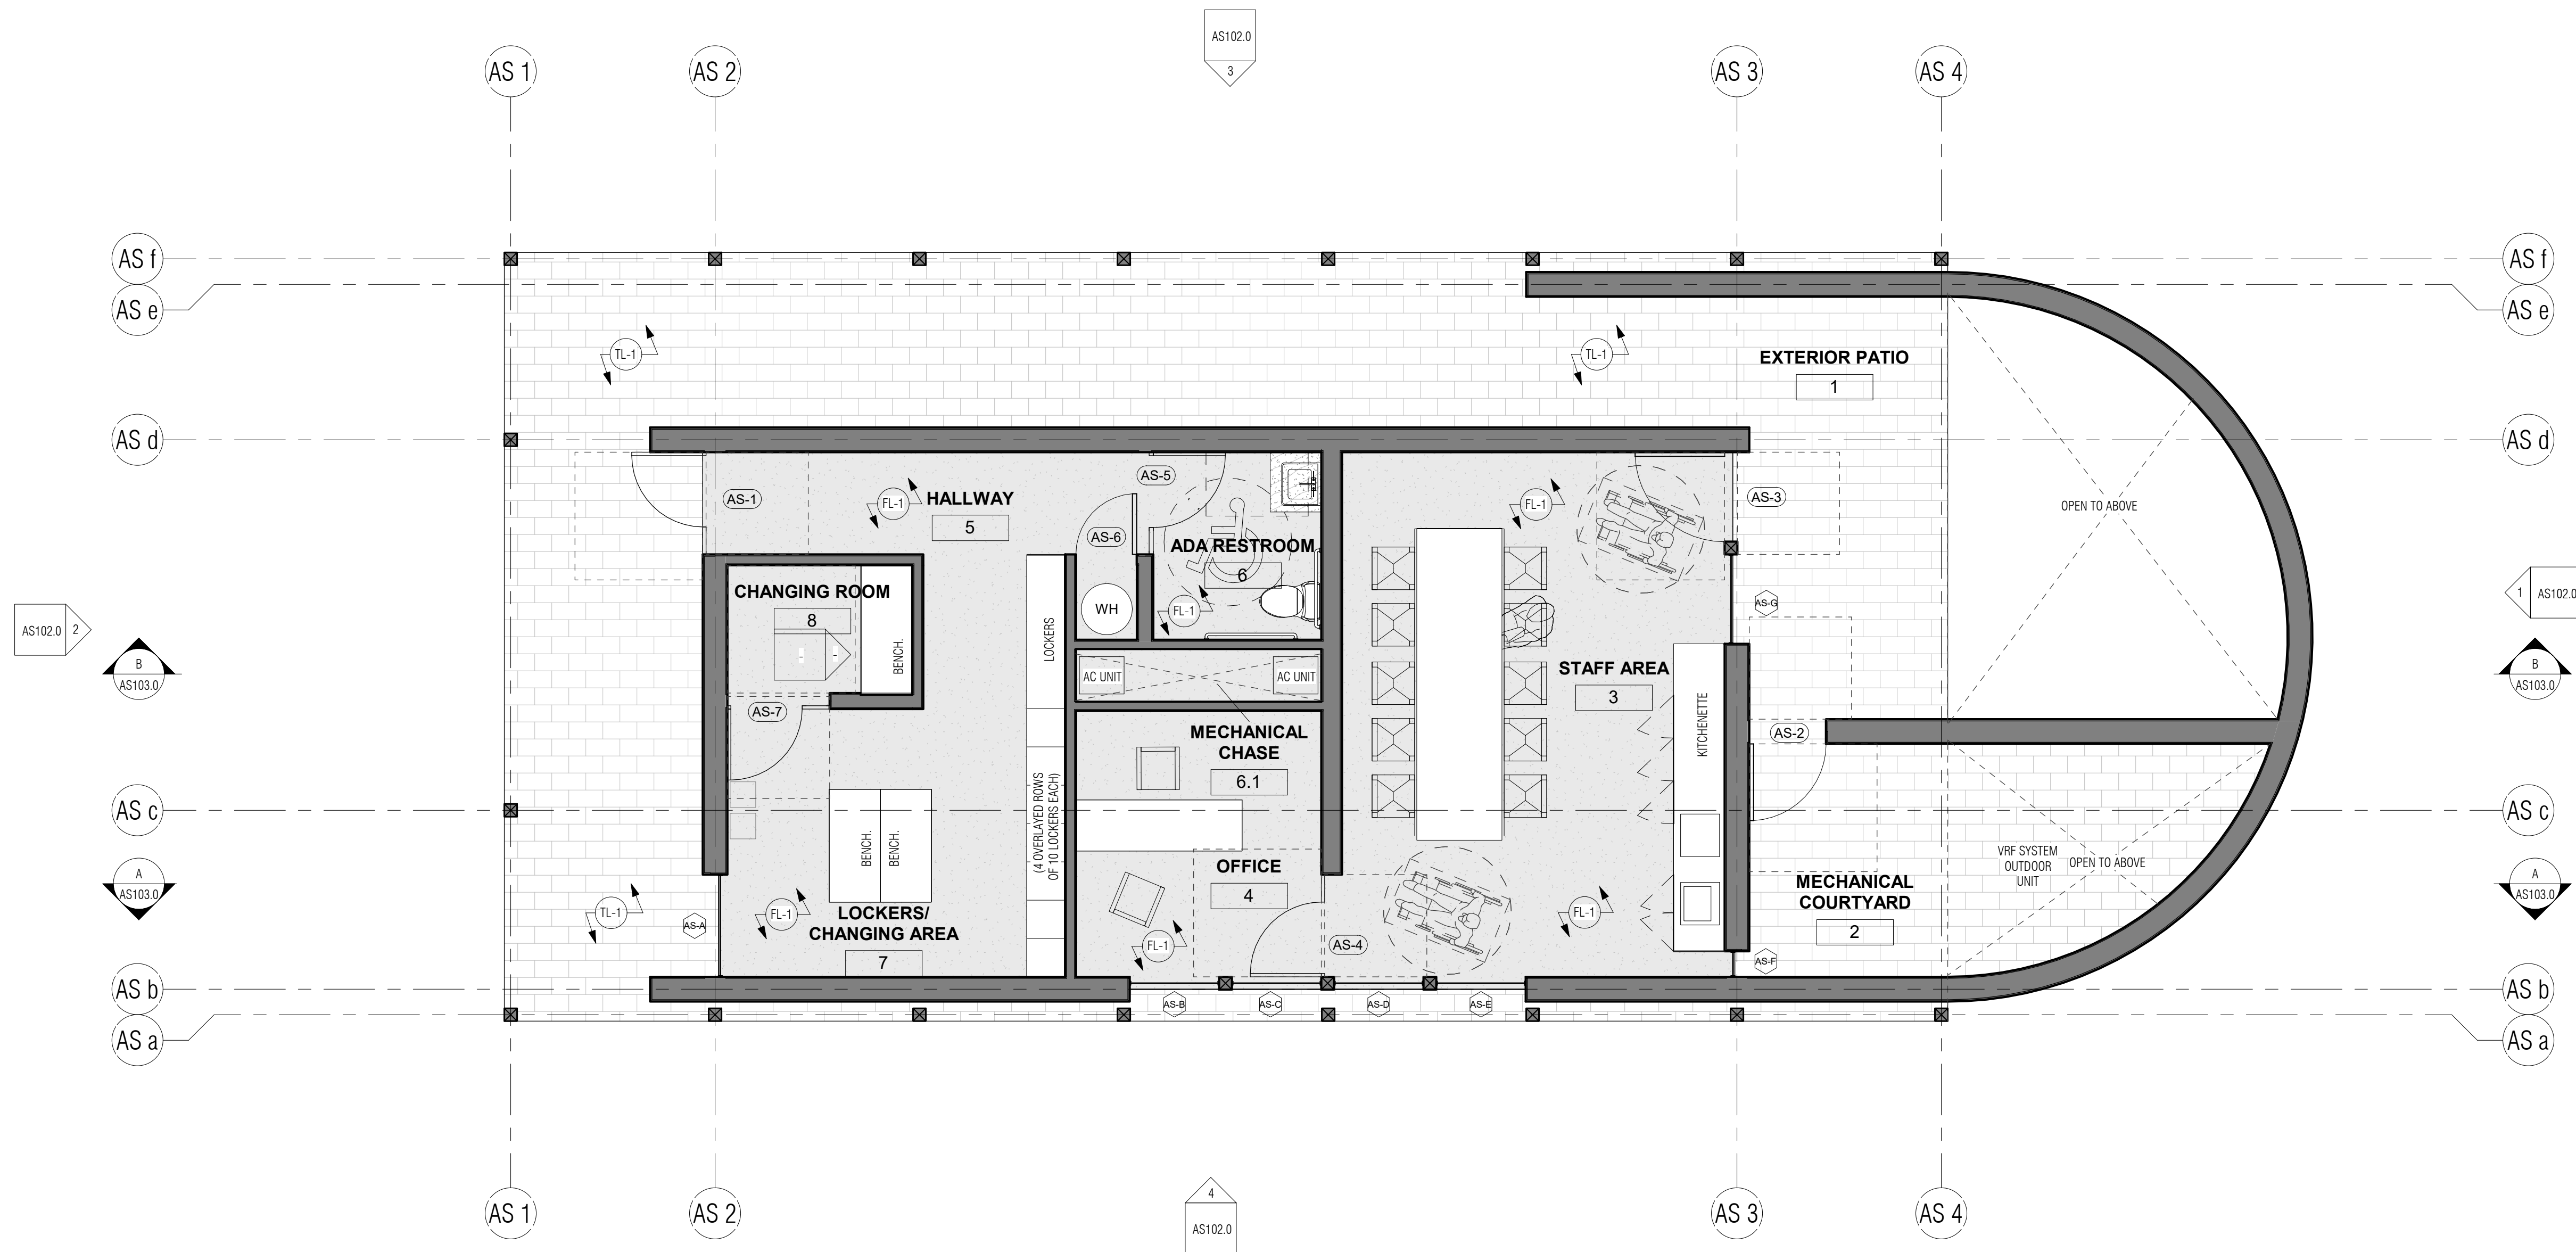 AS102.0
3
AS 1
AS 2
AS 3
AS 4
AS f
AS f
AS e
AS e
TL-1
TL-1
EXTERIOR PATIO
1
AS d
AS d
AS-1
FL-1
HALLWAY
5
AS-5
AS-6
FL-1
AS-3
OPEN TO ABOVE
ADA RESTROOM
6
FL-1
WH
CHANGING ROOM
8
-
-
BENCH.
LOCKERS
AS-G
AS102.0
2
1
AS102.0
B
AS103.0
B
AS103.0
AC UNIT
AC UNIT
STAFF AREA
3
KITCHENETTE
AS-7
MECHANICAL
CHASE
6.1
AS-2
AS c
AS c
BENCH.
BENCH.
(4 OVERLAYED ROWS
OF 10 LOCKERS EACH)
OFFICE
4
VRF SYSTEM
OUTDOOR
UNIT
OPEN TO ABOVE
A
AS103.0
A
AS103.0
MECHANICAL
COURTYARD
2
TL-1
AS-A
FL-1
LOCKERS/
CHANGING AREA
7
FL-1
AS-4
FL-1
AS-F
AS b
AS b
AS-B
AS-C
AS-D
AS-E
AS a
AS a
AS 1
AS 2
4
AS102.0
AS 3
AS 4